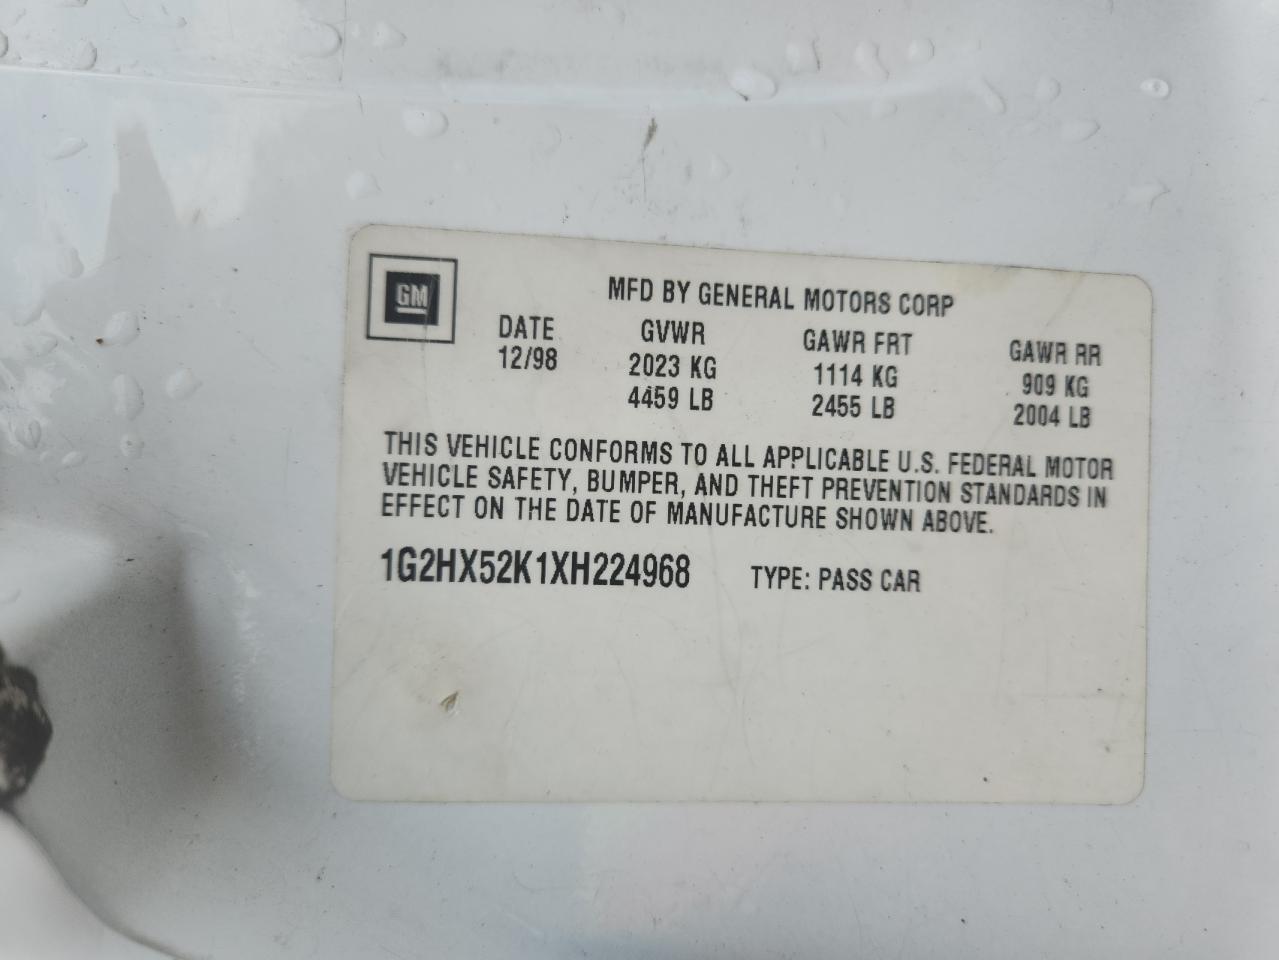 GM
MFD BY GENERAL MOTORS CORP
DATE GVWR GAWR FRT GAWR RR
12/98 2023 KG 1114 KG 909 KG
4459 LB 2455 LB 2004 LB
THIS VEHICLE CONFORMS TO ALL APPLICABLE U.S. FEDERAL MOTOR
VEHICLE SAFETY, BUMPER, AND THEFT PREVENTION STANDARDS IN
EFFECT ON THE DATE OF MANUFACTURE SHOWN ABOVE.
1G2HX52K1XH224968 TYPE: PASS CAR